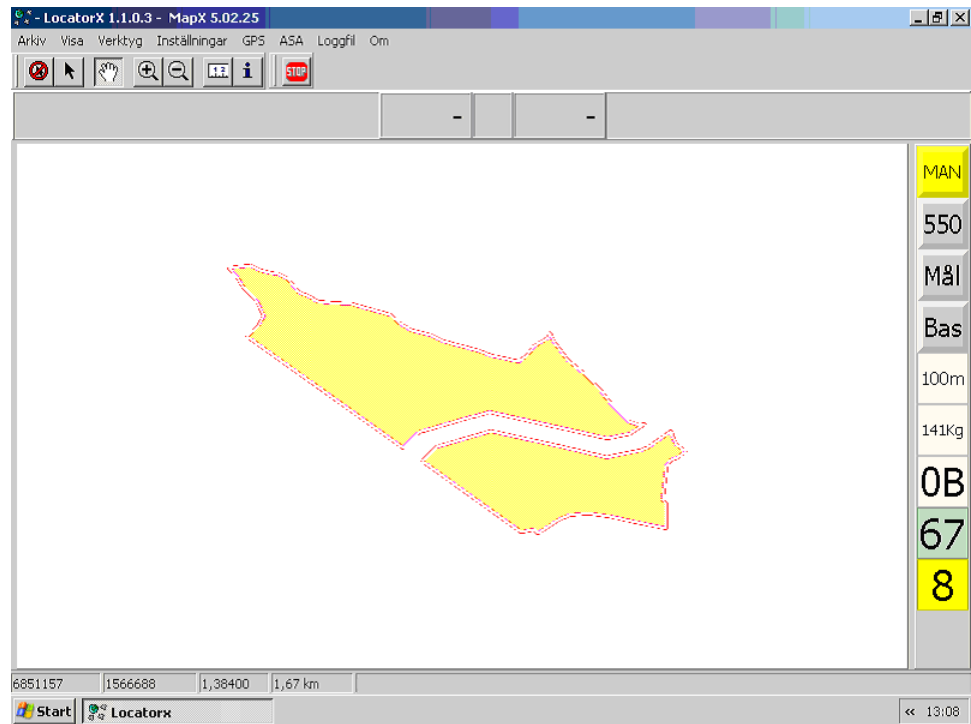 - LocatorX 1.1.0.3 - MapX 5.02.25
Arkiv Visa Verktyg Inställningar GPS ASA Loggfil Om
1 2 i STOP
- -
MAN
550
Mål
Bas
100m
141Kg
0B
67
8
6851157 1566688 1,38400 1,67 km
Start Locatorx « 13:08